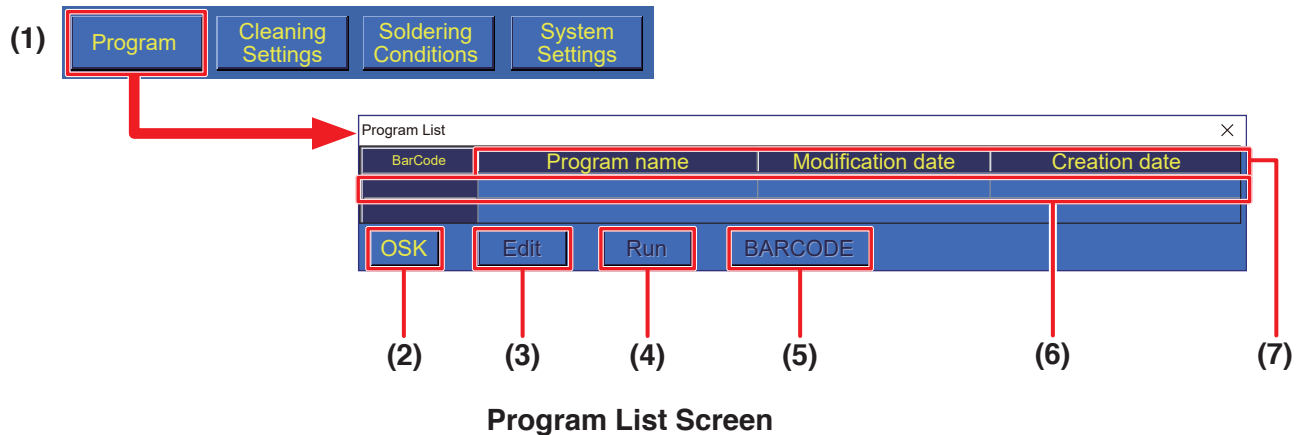 (1) Program Cleaning Settings Soldering Conditions System Settings
Program List
BarCode Program name Modification date Creation date
(7)
OSK Edit Run BARCODE
(2) (3) (4) (5) (6)
Program List Screen